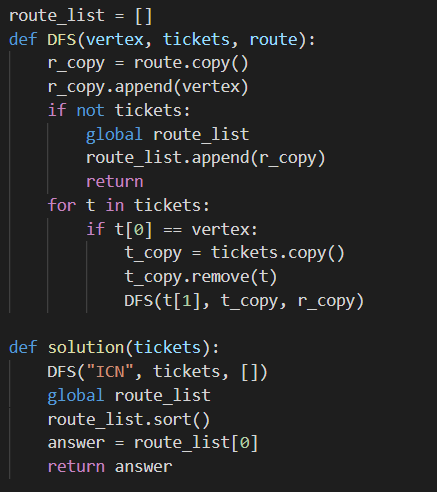 route_list = []
def DFS(vertex, tickets, route):
    r_copy = route.copy()
    r_copy.append(vertex)
    if not tickets:
        global route_list
        route_list.append(r_copy)
        return
    for t in tickets:
        if t[0] == vertex:
            t_copy = tickets.copy()
            t_copy.remove(t)
            DFS(t[1], t_copy, r_copy)

def solution(tickets):
    DFS("ICN", tickets, [])
    global route_list
    route_list.sort()
    answer = route_list[0]
    return answer